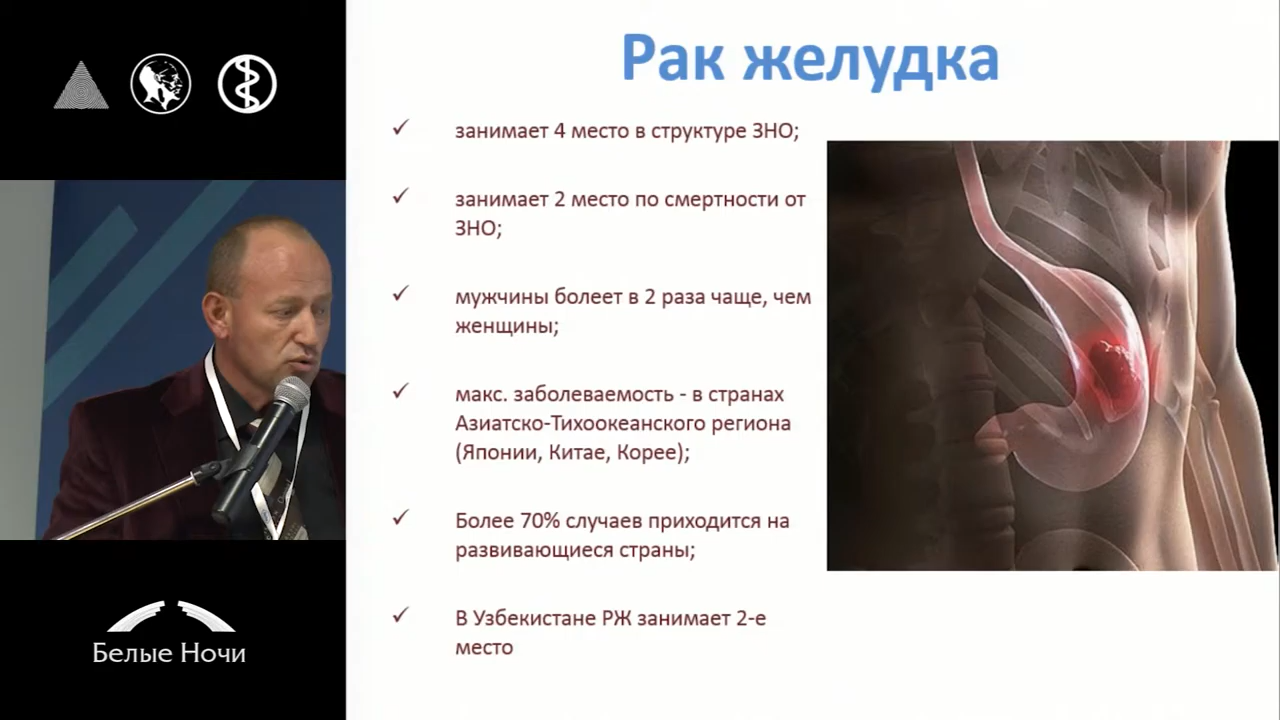 Рак желудка
занимает 4 место в структуре ЗНО;
занимает 2 место по смертности от
ЗНО;
мужчины болеет в 2 раза чаще, чем
женщины;
макс. заболеваемость - в странах
Азиатско-Тихоокеанского региона
(Японии, Китае, Корее);
Более 70% случаев приходится на
развивающиеся страны;
В Узбекистане РЖ занимает 2-е
место
Белые Ночи